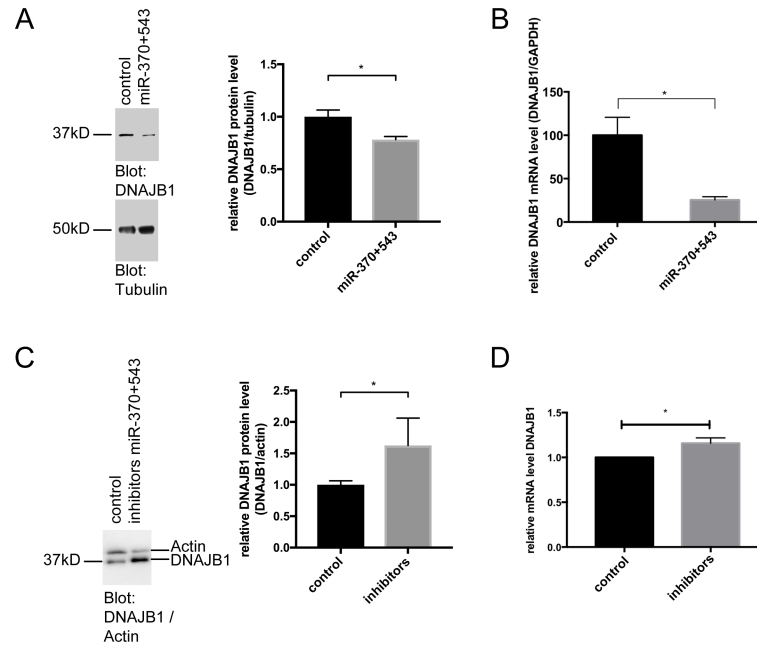 A
control
miR-370+543
37kD
Blot:
DNAJB1
50kD
Blot:
Tubulin
relative DNAJB1 protein level
(DNAJB1/tubulin)
1.5
1.0
0.5
0.0
*
control
miR-370+543
B
relative DNAJB1 mRNA level (DNAJB1/GAPDH)
150
100
50
0
*
control
miR-370+543
C
control
inhibitors miR-370+543
Actin
37kD
DNAJB1
Blot:
DNAJB1 /
Actin
relative DNAJB1 protein level
(DNAJB1/actin)
2.5
2.0
1.5
1.0
0.5
0.0
*
control
inhibitors
D
relative mRNA level DNAJB1
1.5
1.0
0.5
0.0
*
control
inhibitors